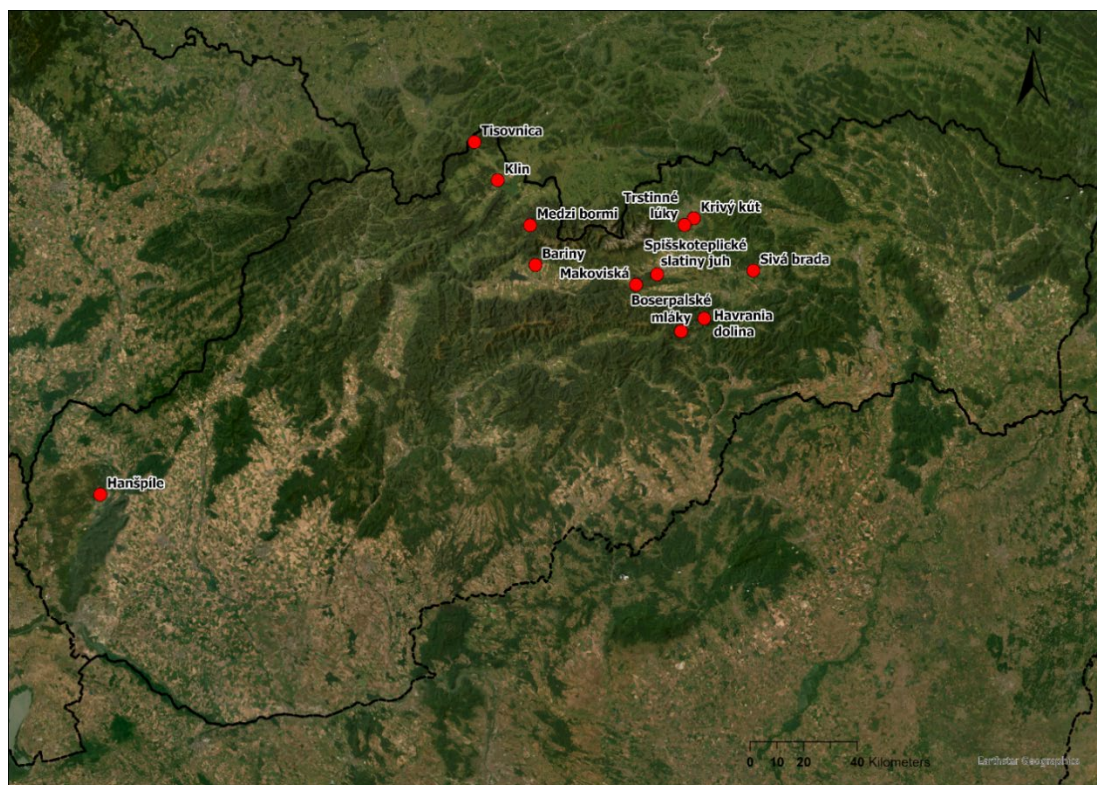 N
Tisovnica
Klin
Trstinné
lúky
Krivý kút
Medzi bormi
Spišskoteplické
slatiny juh
Bariny
Sivá brada
Makoviská
Boserpalské
mláky
Havrania
dolina
Hanšpíle
0 10 20 40 Kilometers
Earthstar Geographics